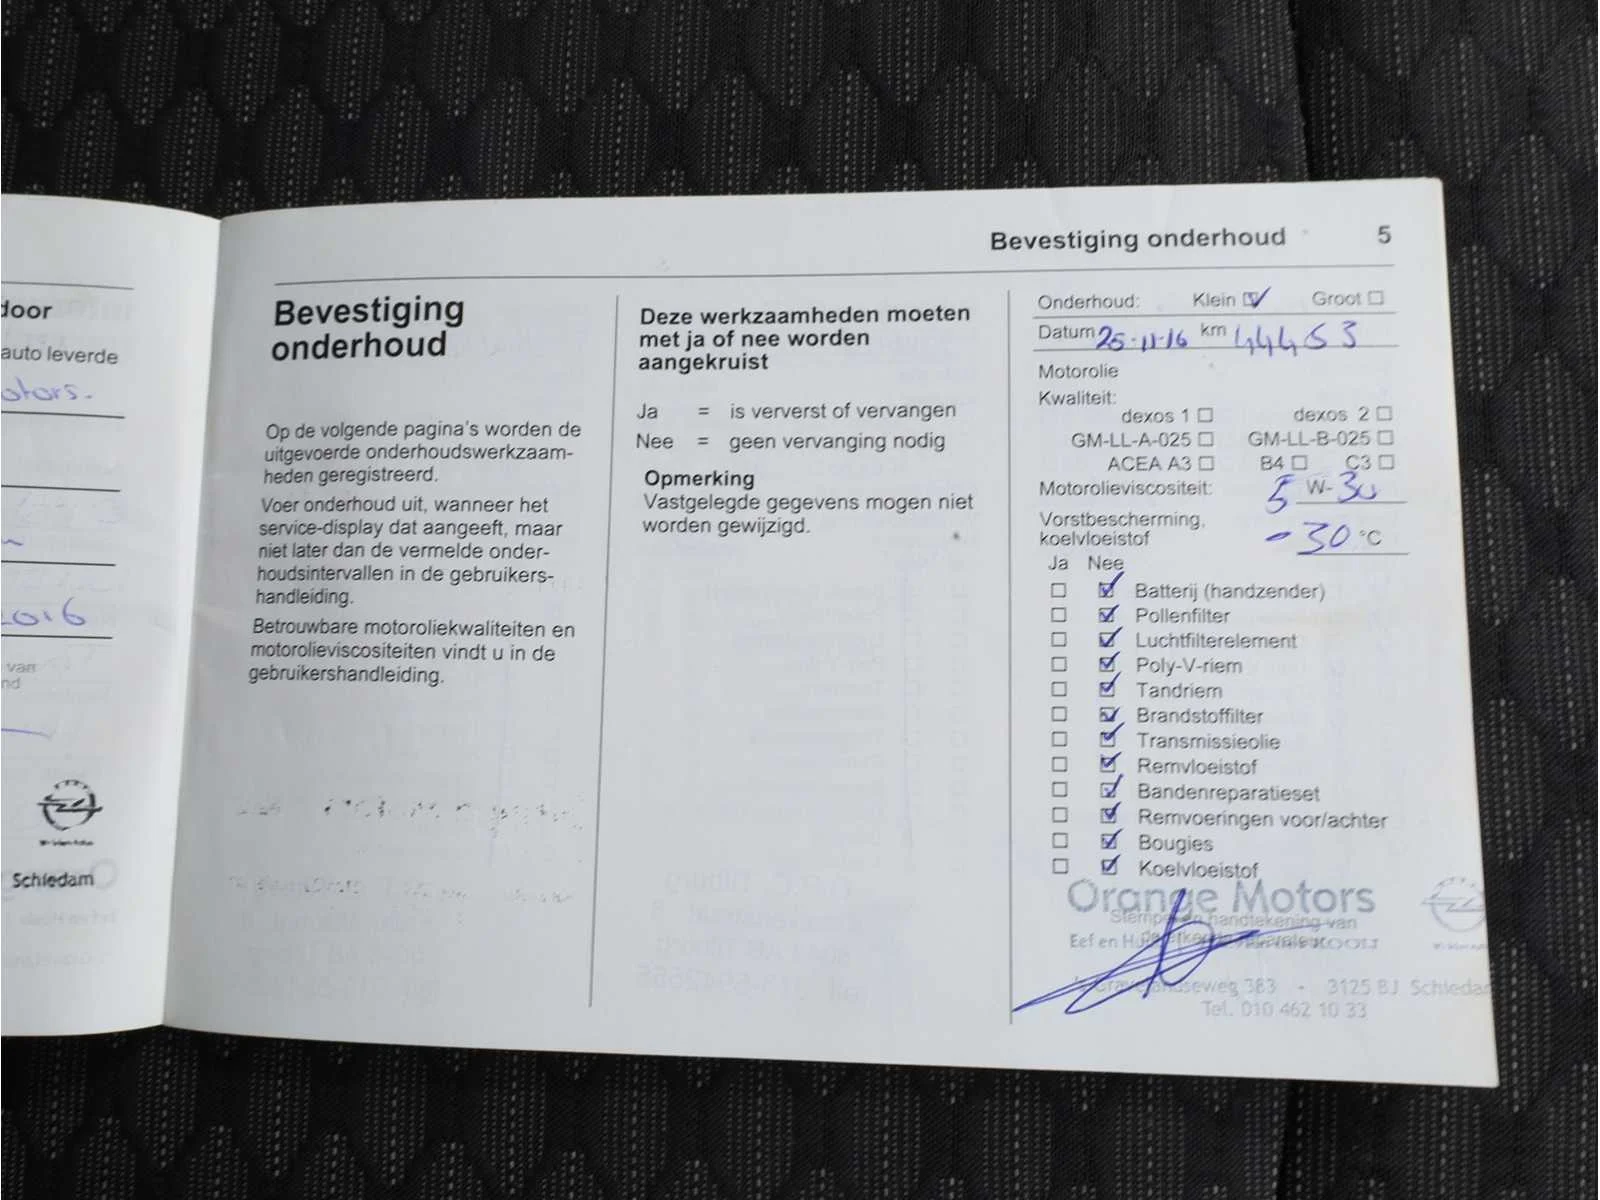 Bevestiging onderhoud 5
door
auto leverde
otors.
2016
van
nd
Schiedam
Bevestiging
onderhoud
Op de volgende pagina's worden de
uitgevoerde onderhoudswerkzaam-
heden geregistreerd.
Voer onderhoud uit, wanneer het
service-display dat aangeeft, maar
niet later dan de vermelde onder-
houdsintervallen in de gebruikers-
handleiding.
Betrouwbare motoroliekwaliteiten en
motorolieviscositeiten vindt u in de
gebruikershandleiding.
Deze werkzaamheden moeten
met ja of nee worden
aangekruist
Ja = is ververst of vervangen
Nee = geen vervanging nodig
Opmerking
Vastgelegde gegevens mogen niet
worden gewijzigd.
Onderhoud: Klein Groot
Datum 25-11-16 km 44453
Motorolie
Kwaliteit:
dexos 1 dexos 2
GM-LL-A-025 GM-LL-B-025
ACEA A3 B4 C3
Motorolieviscositeit: 5 W-30
Vorstbescherming,
koelvloeistof -30 °C
Ja Nee
Batterij (handzender)
Pollenfilter
Luchtfilterelement
Poly-V-riem
Tandriem
Brandstoffilter
Transmissieolie
Remvloeistof
Bandenreparatieset
Remvoeringen voor/achter
Bougies
Koelvloeistof
Orange Motors
Stempel en handtekening van
Eef en
's-Gravelandseweg 383 - 3125 BJ Schiedam
Tel. 010 462 10 33